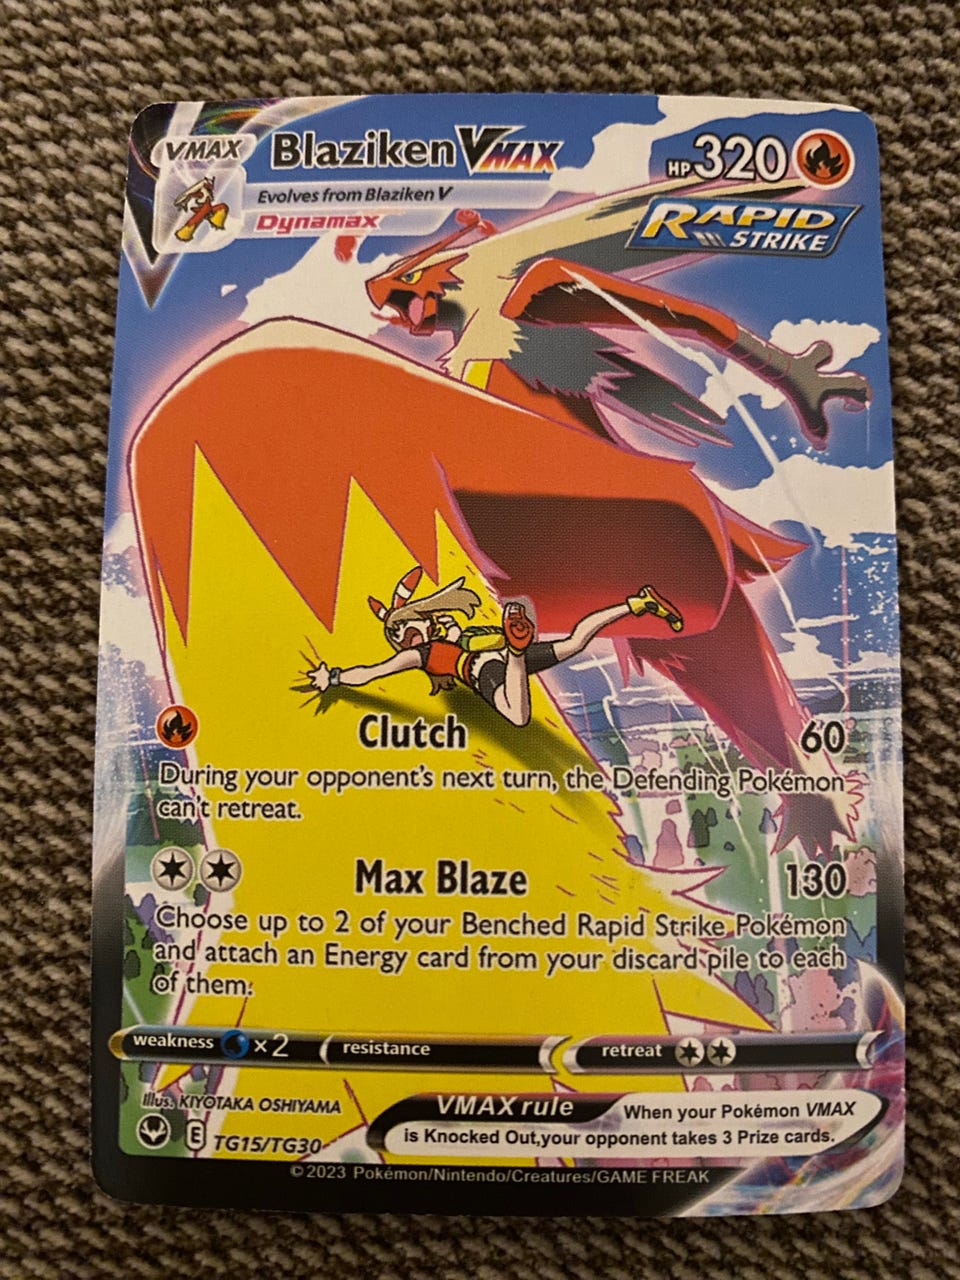 VMAX Blaziken VMAX HP 320
Evolves from Blaziken V
Dynamax
RAPID
STRIKE
Clutch 60
During your opponent's next turn, the Defending Pokémon
can't retreat.
Max Blaze 130
Choose up to 2 of your Benched Rapid Strike Pokémon
and attach an Energy card from your discard pile to each
of them.
weakness ×2 resistance retreat
Illus. KIYOTAKA OSHIYAMA
VMAX rule When your Pokémon VMAX
is Knocked Out,your opponent takes 3 Prize cards.
E TG15/TG30
©2023 Pokémon/Nintendo/Creatures/GAME FREAK